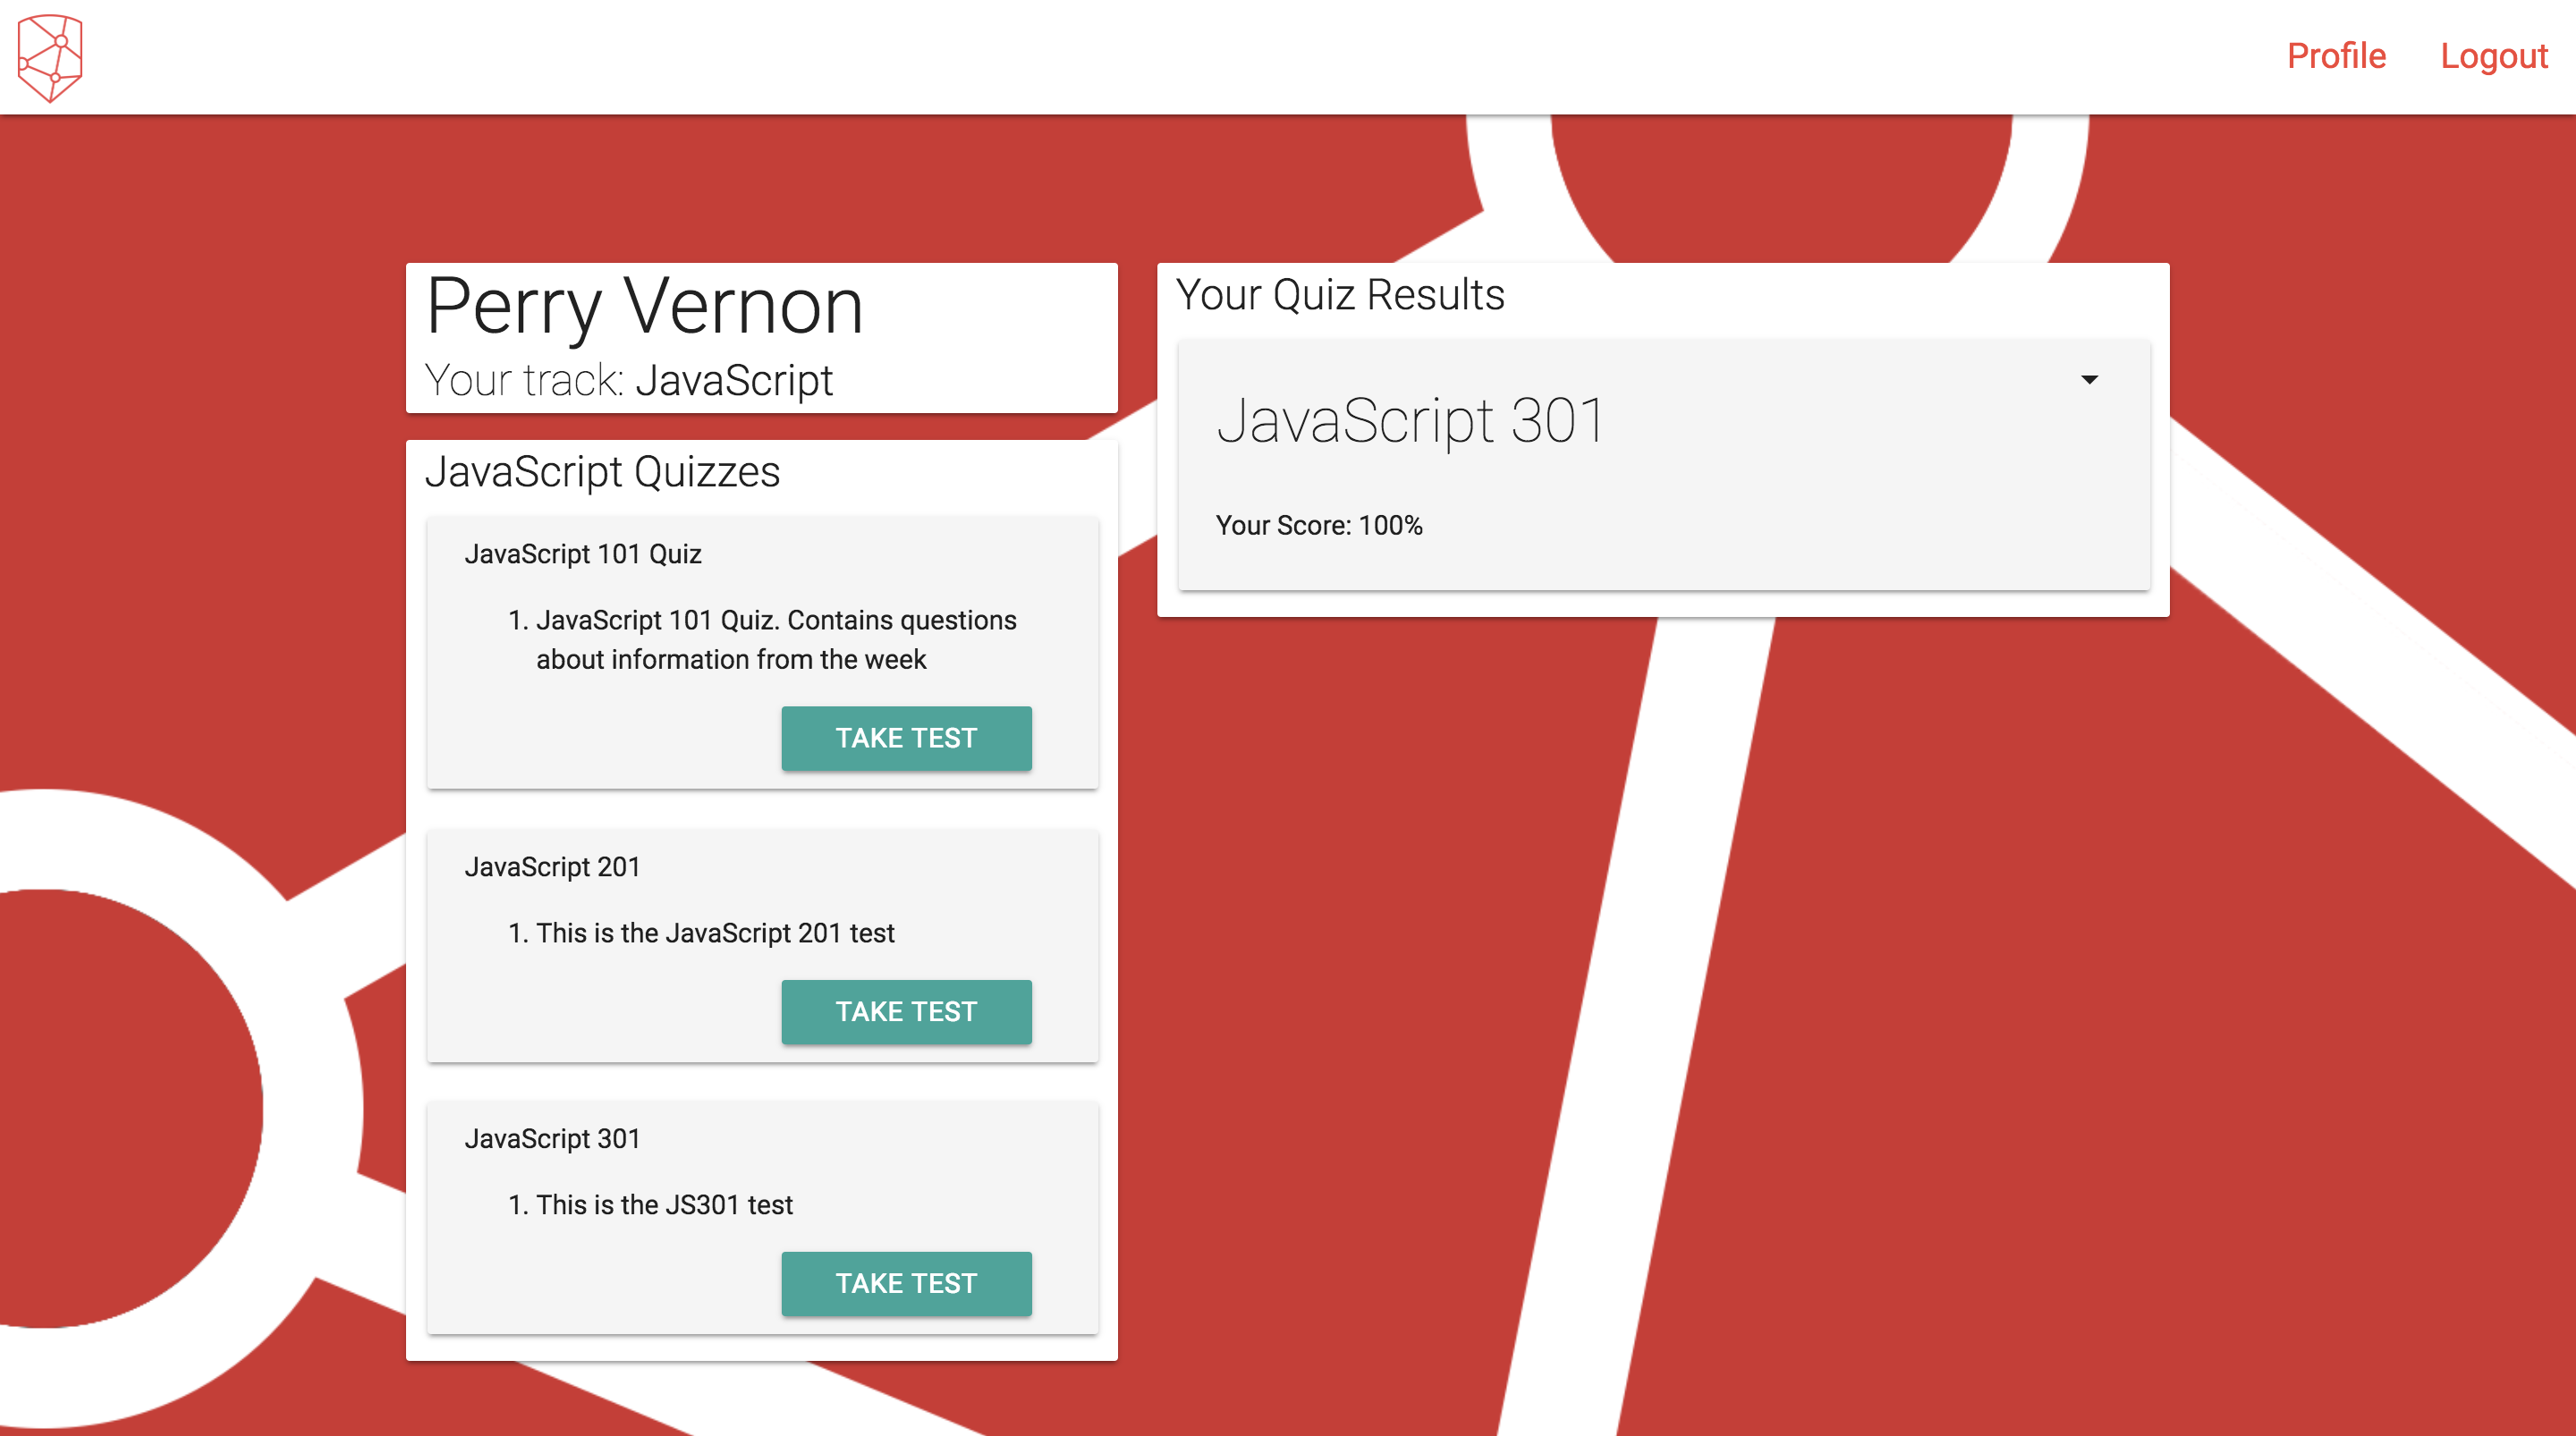 Profile Logout
Perry Vernon
Your track: JavaScript
JavaScript Quizzes
JavaScript 101 Quiz
1. JavaScript 101 Quiz. Contains questions
about information from the week
TAKE TEST
JavaScript 201
1. This is the JavaScript 201 test
TAKE TEST
JavaScript 301
1. This is the JS301 test
TAKE TEST
Your Quiz Results
JavaScript 301
Your Score: 100%